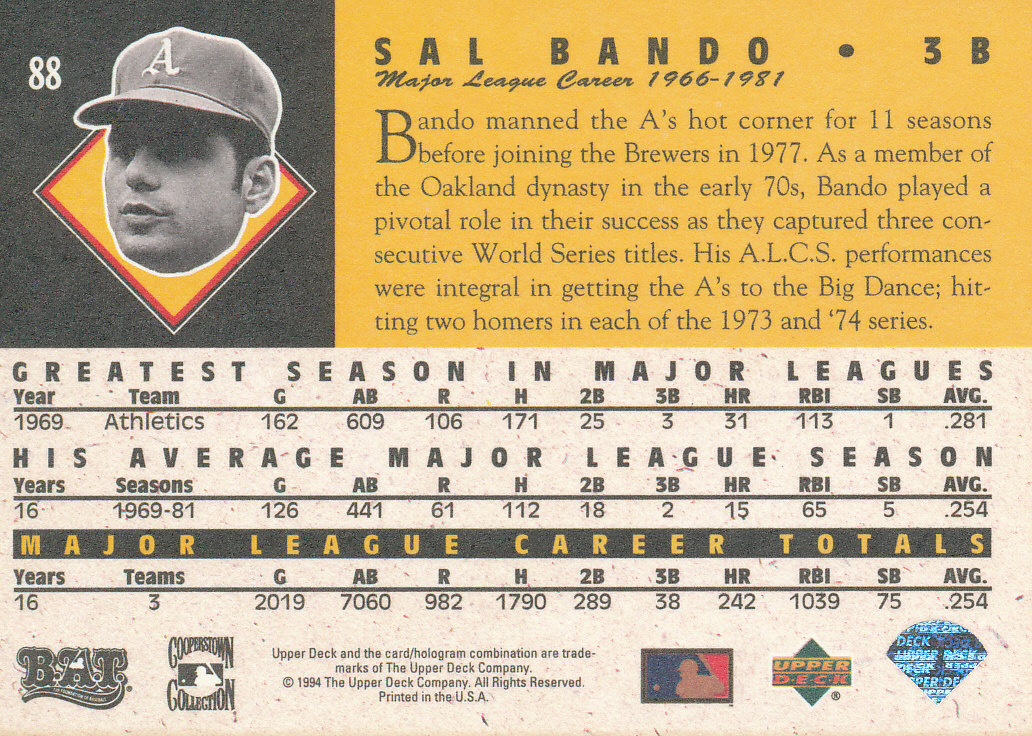 88
A
SAL BANDO • 3B
Major League Career 1966-1981
Bando manned the A's hot corner for 11 seasons
before joining the Brewers in 1977. As a member of
the Oakland dynasty in the early 70s, Bando played a
pivotal role in their success as they captured three con-
secutive World Series titles. His A.L.C.S. performances
were integral in getting the A's to the Big Dance; hit-
ting two homers in each of the 1973 and '74 series.
GREATEST SEASON IN MAJOR LEAGUES
Year Team G AB R H 2B 3B HR RBI SB AVG.
1969 Athletics 162 609 106 171 25 3 31 113 1 .281
HIS AVERAGE MAJOR LEAGUE SEASON
Years Seasons G AB R H 2B 3B HR RBI SB AVG.
16 1969-81 126 441 61 112 18 2 15 65 5 .254
MAJOR LEAGUE CAREER TOTALS
Years Teams G AB R H 2B 3B HR RBI SB AVG.
16 3 2019 7060 982 1790 289 38 242 1039 75 .254
B.A.T.
COOPERSTOWN
COLLECTION
Upper Deck and the card/hologram combination are trade-
marks of The Upper Deck Company.
© 1994 The Upper Deck Company. All Rights Reserved.
Printed in the U.S.A.
UPPER
DECK
®
DECK
UPPER DECK